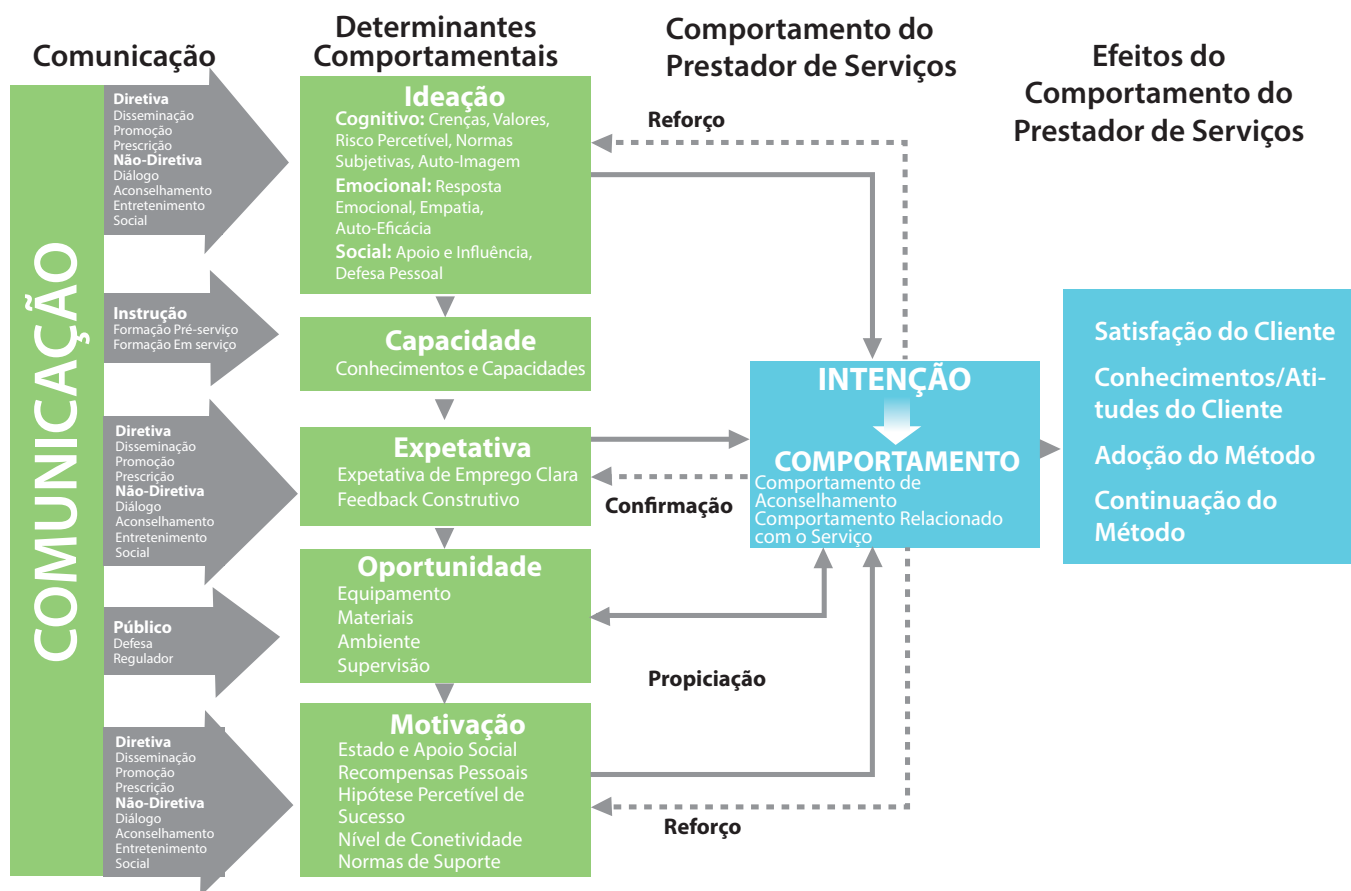 Comunicação
Determinantes
Comportamentais
Comportamento do
Prestador de Serviços
Efeitos do
Comportamento do
Prestador de Serviços
COMUNICAÇÃO
Diretiva
Disseminação
Promoção
Prescrição
Não-Diretiva
Diálogo
Aconselhamento
Entretenimento
Social
Instrução
Formação Pré-serviço
Formação Em serviço
Diretiva
Disseminação
Promoção
Prescrição
Não-Diretiva
Diálogo
Aconselhamento
Entretenimento
Social
Público
Defesa
Regulador
Diretiva
Disseminação
Promoção
Prescrição
Não-Diretiva
Diálogo
Aconselhamento
Entretenimento
Social
Ideação
Cognitivo: Crenças, Valores,
Risco Percetível, Normas
Subjetivas, Auto-Imagem
Emocional: Resposta
Emocional, Empatia,
Auto-Eficácia
Social: Apoio e Influência,
Defesa Pessoal
Capacidade
Conhecimentos e Capacidades
Expetativa
Expetativa de Emprego Clara
Feedback Construtivo
Oportunidade
Equipamento
Materiais
Ambiente
Supervisão
Motivação
Estado e Apoio Social
Recompensas Pessoais
Hipótese Percetível de
Sucesso
Nível de Conetividade
Normas de Suporte
Reforço
Confirmação
Propiciação
Reforço
INTENÇÃO
COMPORTAMENTO
Comportamento de
Aconselhamento
Comportamento Relacionado
com o Serviço
Satisfação do Cliente
Conhecimentos/Ati-
tudes do Cliente
Adoção do Método
Continuação do
Método